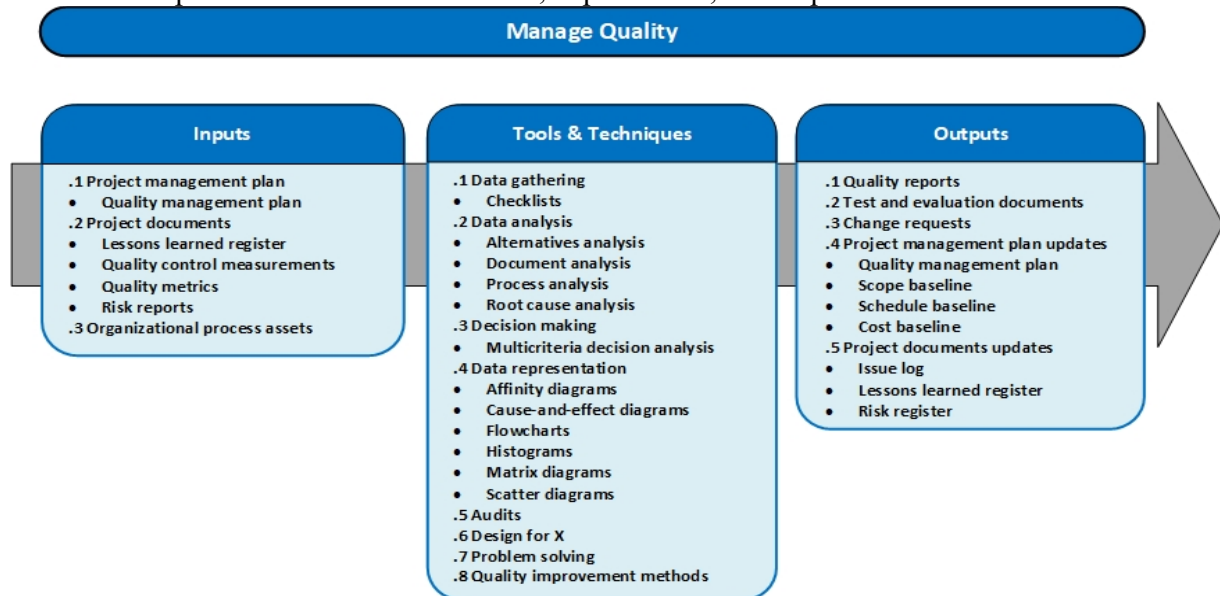 Manage Quality
Inputs
.1 Project management plan
• Quality management plan
.2 Project documents
• Lessons learned register
• Quality control measurements
• Quality metrics
• Risk reports
.3 Organizational process assets
Tools & Techniques
.1 Data gathering
• Checklists
.2 Data analysis
• Alternatives analysis
• Document analysis
• Process analysis
• Root cause analysis
.3 Decision making
• Multicriteria decision analysis
.4 Data representation
• Affinity diagrams
• Cause-and-effect diagrams
• Flowcharts
• Histograms
• Matrix diagrams
• Scatter diagrams
.5 Audits
.6 Design for X
.7 Problem solving
.8 Quality improvement methods
Outputs
.1 Quality reports
.2 Test and evaluation documents
.3 Change requests
.4 Project management plan updates
• Quality management plan
• Scope baseline
• Schedule baseline
• Cost baseline
.5 Project documents updates
• Issue log
• Lessons learned register
• Risk register